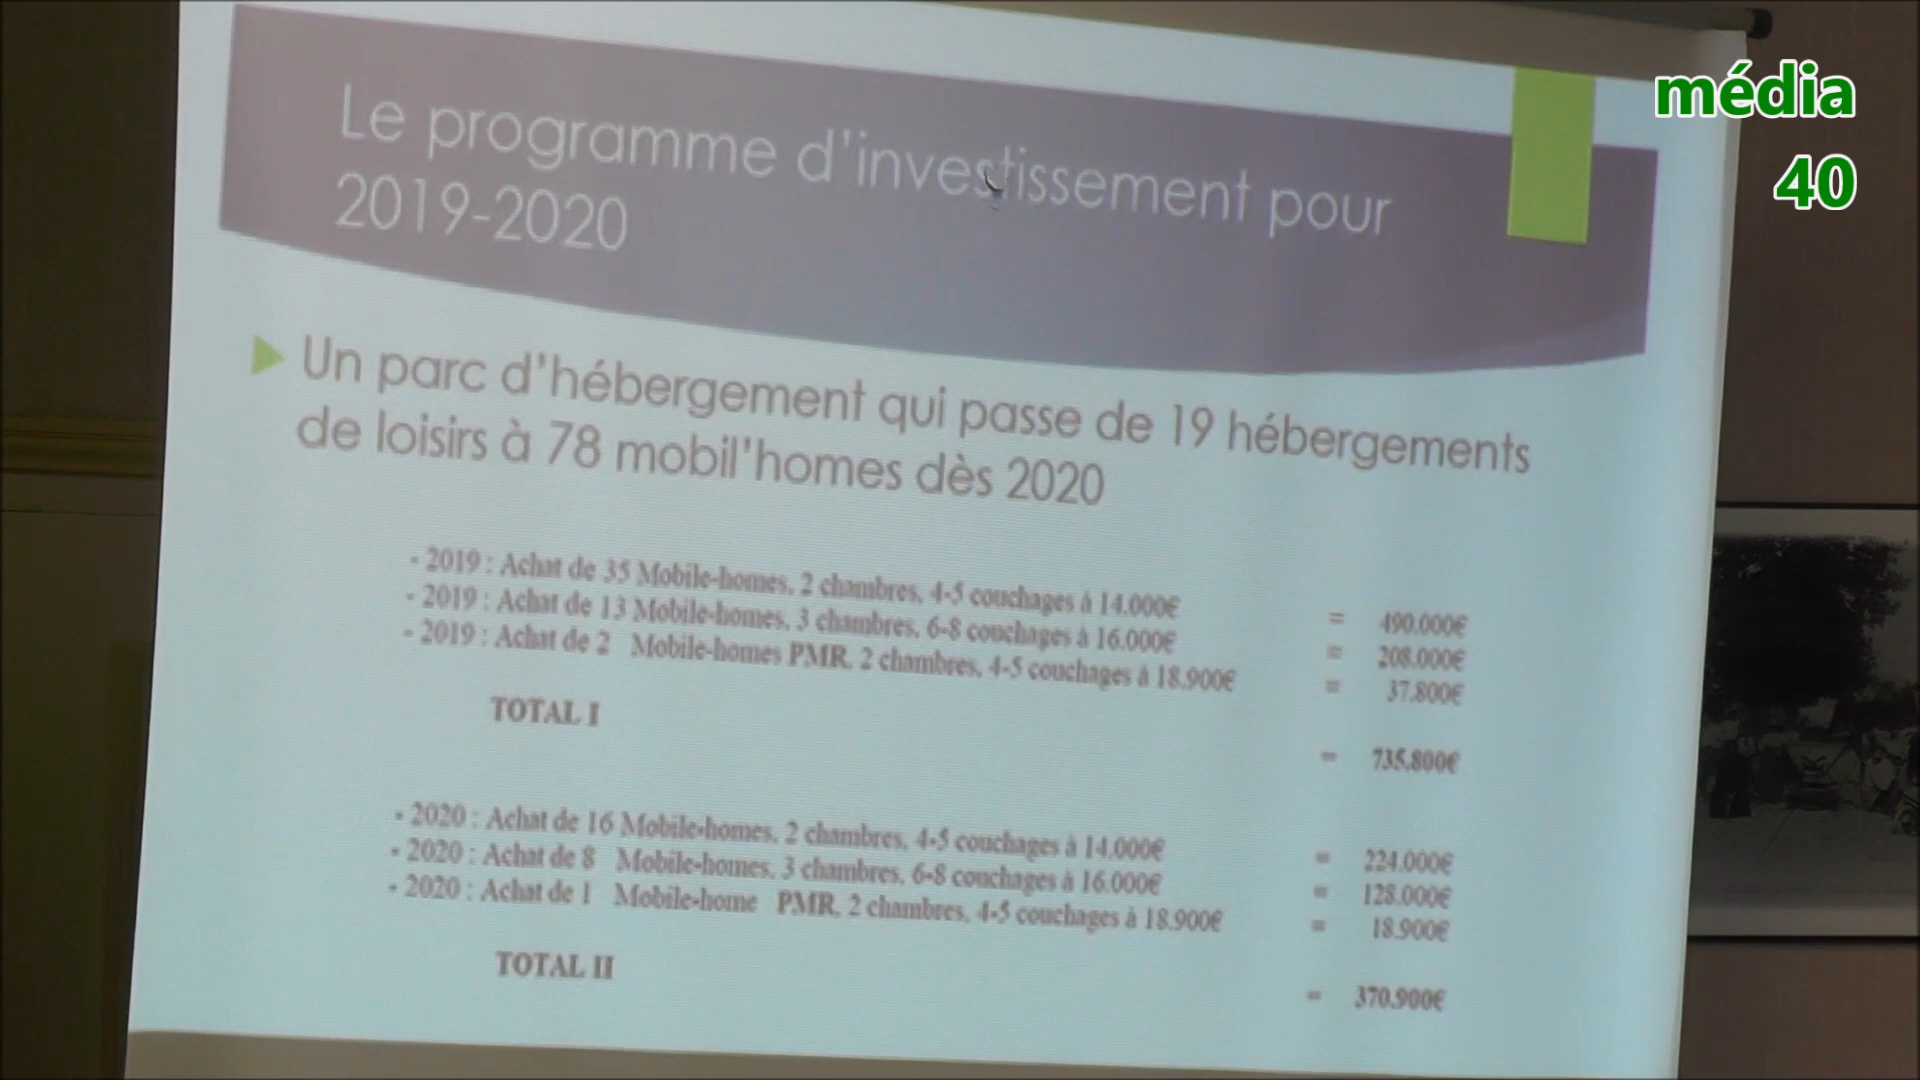 média
40
Le programme d'investissement pour
2019-2020
Un parc d'hébergement qui passe de 19 hébergements
de loisirs à 78 mobil'homes dès 2020
- 2019 : Achat de 35 Mobile-homes, 2 chambres, 4-5 couchages à 14.000€ = 490.000€
- 2019 : Achat de 13 Mobile-homes, 3 chambres, 6-8 couchages à 16.000€ = 208.000€
- 2019 : Achat de 2 Mobile-homes PMR, 2 chambres, 4-5 couchages à 18.900€ = 37.800€
TOTAL I = 735.800€
- 2020 : Achat de 16 Mobile-homes, 2 chambres, 4-5 couchages à 14.000€ = 224.000€
- 2020 : Achat de 8 Mobile-homes, 3 chambres, 6-8 couchages à 16.000€ = 128.000€
- 2020 : Achat de 1 Mobile-home PMR, 2 chambres, 4-5 couchages à 18.900€ = 18.900€
TOTAL II = 370.900€